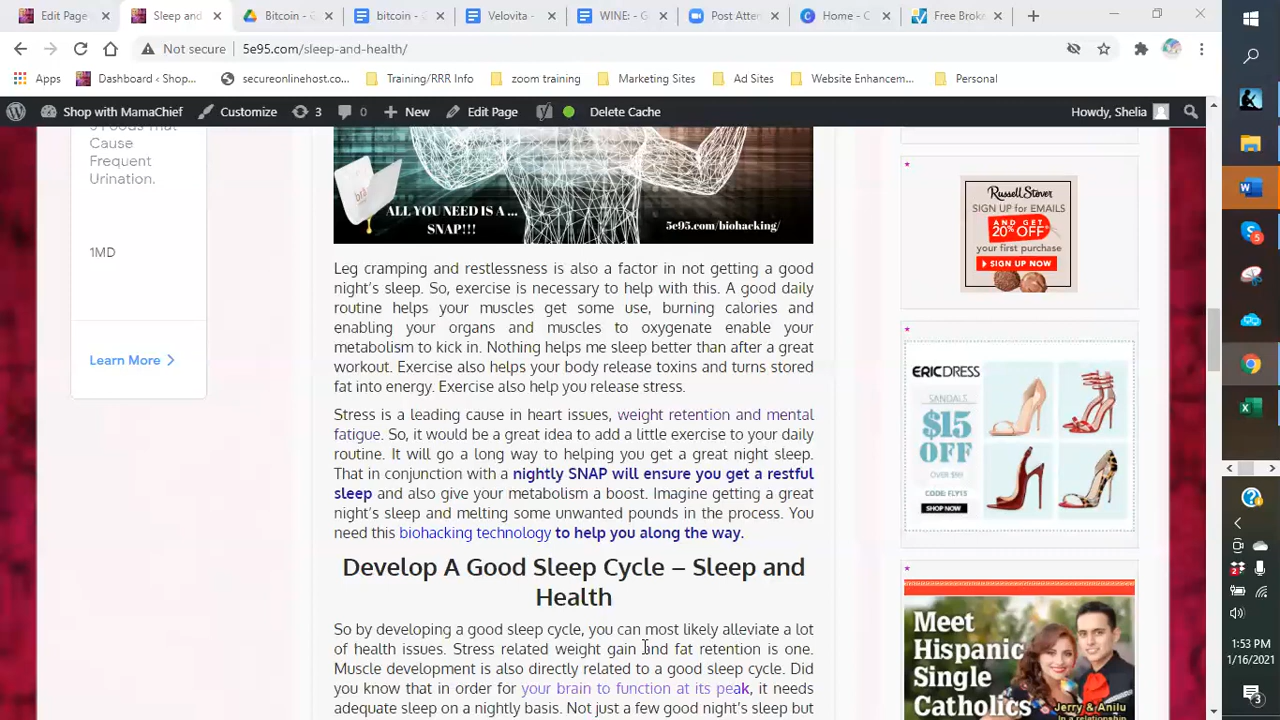 Edit Page
Sleep and
Bitcoin -
bitcoin -
Velovita -
WINE: -
Post Atten
Home - C
Free Broke
Not secure
5e95.com/sleep-and-health/
Apps
Dashboard ‹ Shop...
secureonlinehost.co...
Training/RRR Info
zoom training
Marketing Sites
Ad Sites
Website Enhancem...
Personal
Shop with MamaChief
Customize
3
0
New
Edit Page
Delete Cache
Howdy, Shelia
Cause
Frequent
Urination.
1MD
Learn More
ALL YOU NEED IS A ...
SNAP!!!
5e95.com/biohacking/
Leg cramping and restlessness is also a factor in not getting a good
night's sleep. So, exercise is necessary to help with this. A good daily
routine helps your muscles get some use, burning calories and
enabling your organs and muscles to oxygenate enable your
metabolism to kick in. Nothing helps me sleep better than after a great
workout. Exercise also helps your body release toxins and turns stored
fat into energy. Exercise also help you release stress.
Stress is a leading cause in heart issues, weight retention and mental
fatigue. So, it would be a great idea to add a little exercise to your daily
routine. It will go a long way to helping you get a great night sleep.
That in conjunction with a nightly SNAP will ensure you get a restful
sleep and also give your metabolism a boost. Imagine getting a great
night's sleep and melting some unwanted pounds in the process. You
need this biohacking technology to help you along the way.
Develop A Good Sleep Cycle – Sleep and
Health
So by developing a good sleep cycle, you can most likely alleviate a lot
of health issues. Stress related weight gain and fat retention is one.
Muscle development is also directly related to a good sleep cycle. Did
you know that in order for your brain to function at its peak, it needs
adequate sleep on a nightly basis. Not just a few good night's sleep but
*
Russell Stover
SIGN UP for EMAILS
AND GET
20% OFF
your first purchase
SIGN UP NOW
*
ERICDRESS
SANDALS
$15
OFF
OVER $99
CODE: FLY15
SHOP NOW
*
Meet
Hispanic
Single
Catholics
Jerry & Anilu
In a relationship
1:53 PM
1/16/2021
3